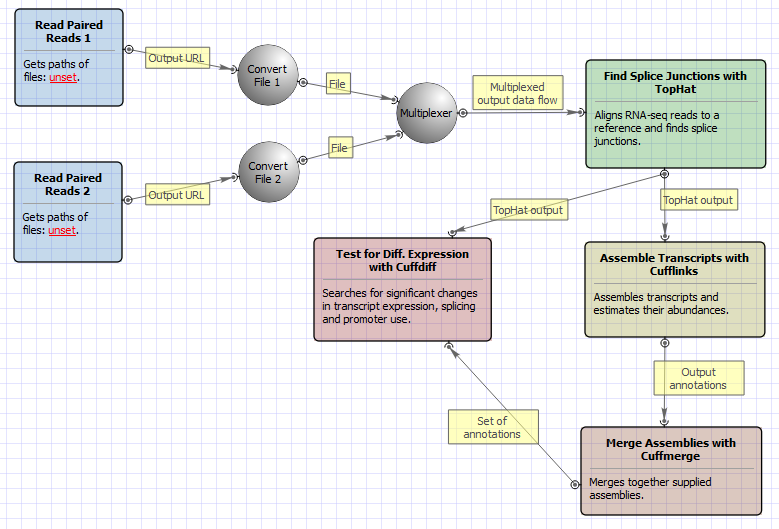 Read Paired
Reads 1
Gets paths of
files: unset.
Output URL
Convert
File 1
File
Multiplexer
Multiplexed
output data flow
Find Splice Junctions with
TopHat
Aligns RNA-seq reads to a
reference and finds splice
junctions.
Read Paired
Reads 2
Gets paths of
files: unset.
Output URL
Convert
File 2
File
TopHat output
TopHat output
Test for Diff. Expression
with Cuffdiff
Searches for significant changes
in transcript expression, splicing
and promoter use.
Assemble Transcripts with
Cufflinks
Assembles transcripts and
estimates their abundances.
Output
annotations
Set of
annotations
Merge Assemblies with
Cuffmerge
Merges together supplied
assemblies.